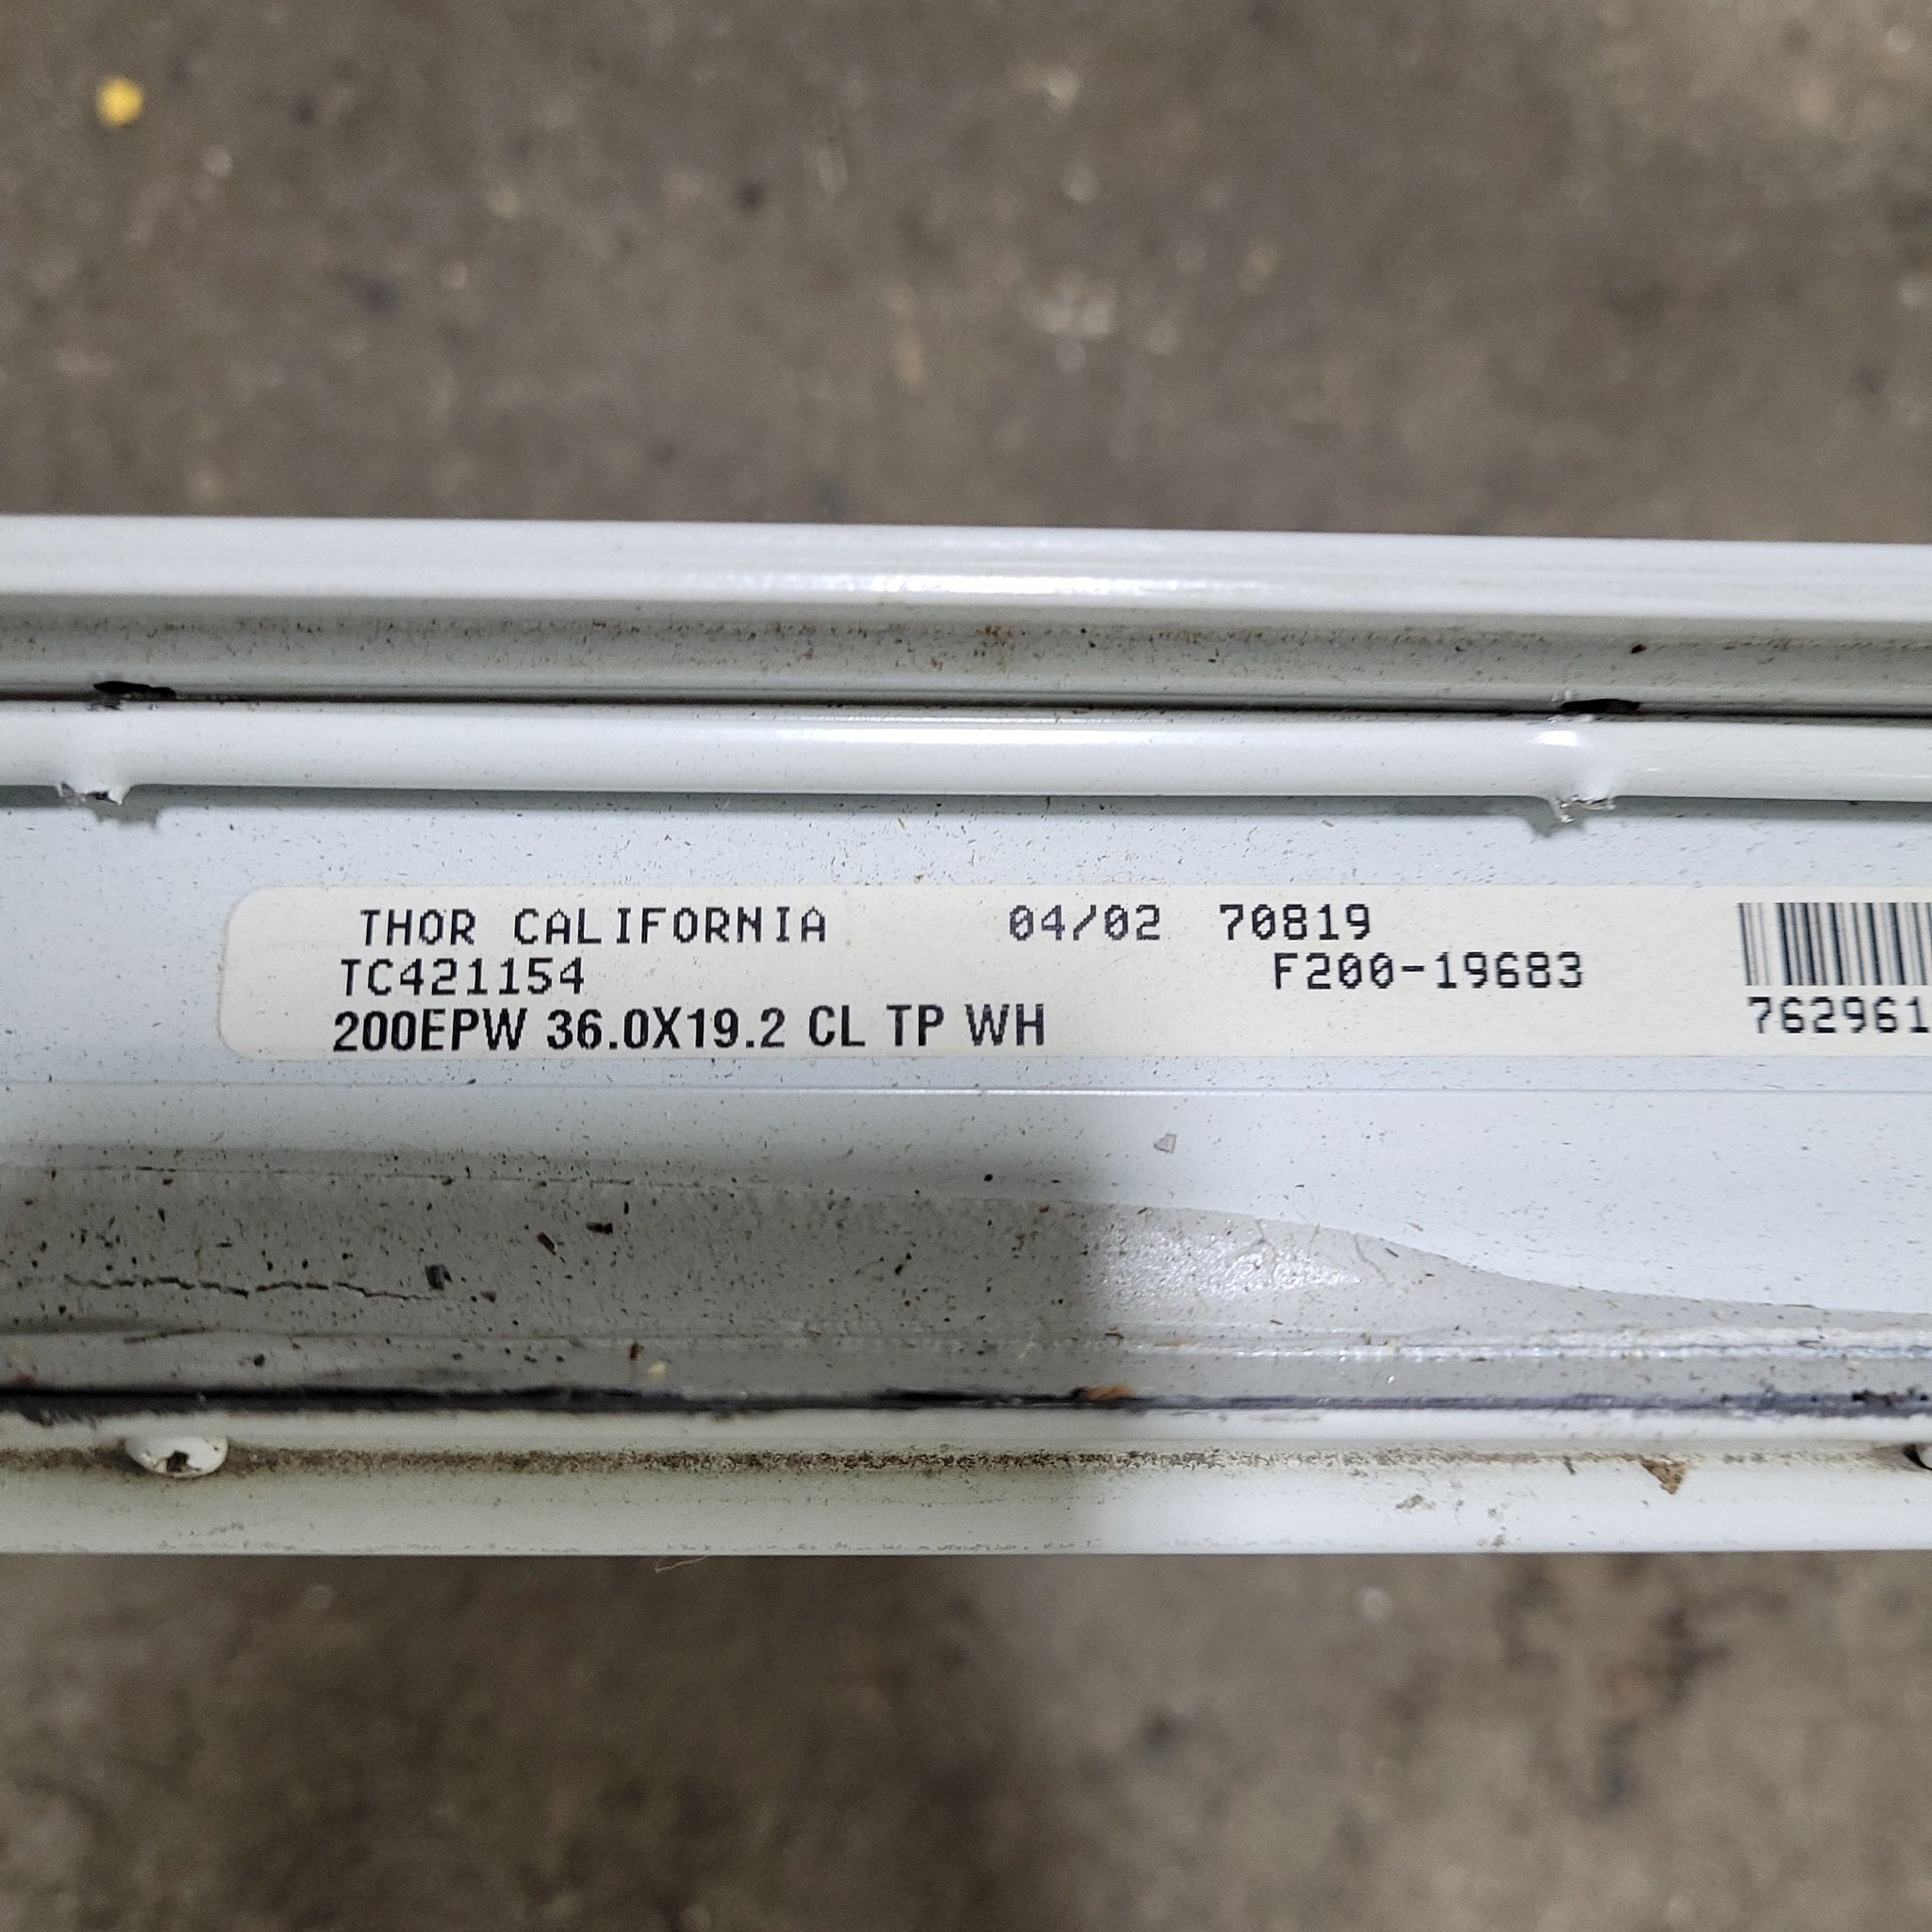 THOR CALIFORNIA 04/02 70819
TC421154 F200-19683
200EPW 36.0X19.2 CL TP WH 762961